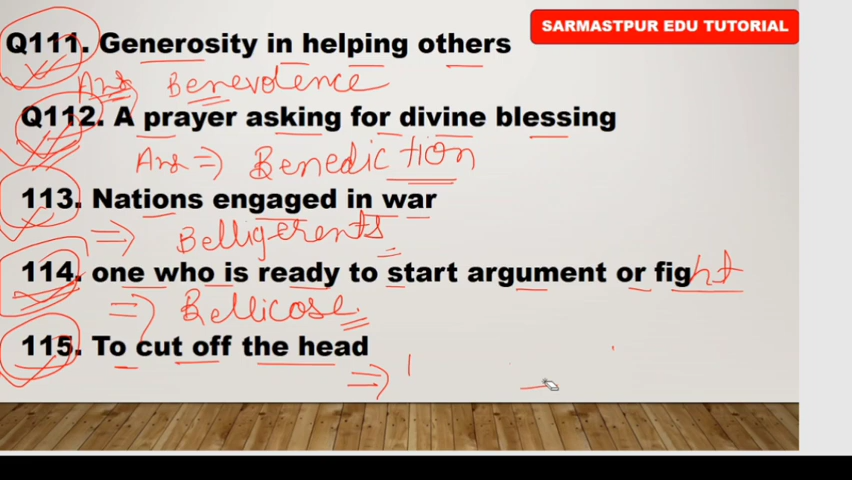 SARMASTPUR EDU TUTORIAL
Q111. Generosity in helping others
Ans Benevolence
Q112. A prayer asking for divine blessing
Ans => Benediction
113. Nations engaged in war
=> Belligerents
114. one who is ready to start argument or fight
=> Bellicose
115. To cut off the head
=>